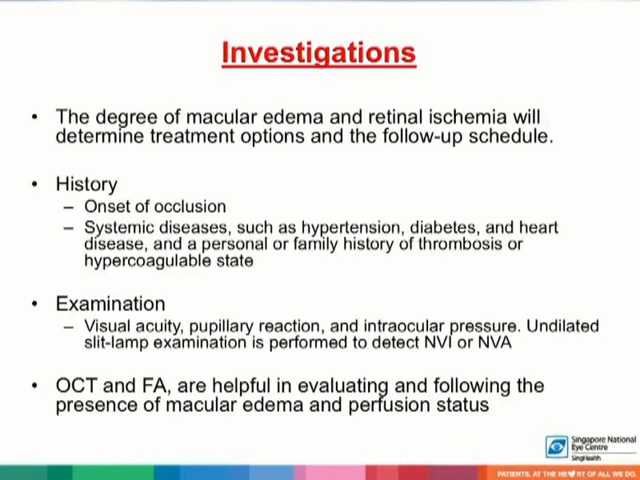 Investigations
• The degree of macular edema and retinal ischemia will
determine treatment options and the follow-up schedule.
• History
– Onset of occlusion
– Systemic diseases, such as hypertension, diabetes, and heart
disease, and a personal or family history of thrombosis or
hypercoagulable state
• Examination
– Visual acuity, pupillary reaction, and intraocular pressure. Undilated
slit-lamp examination is performed to detect NVI or NVA
• OCT and FA, are helpful in evaluating and following the
presence of macular edema and perfusion status
Singapore National
Eye Centre
SingHealth
PATIENTS. AT THE HE♥RT OF ALL WE DO.